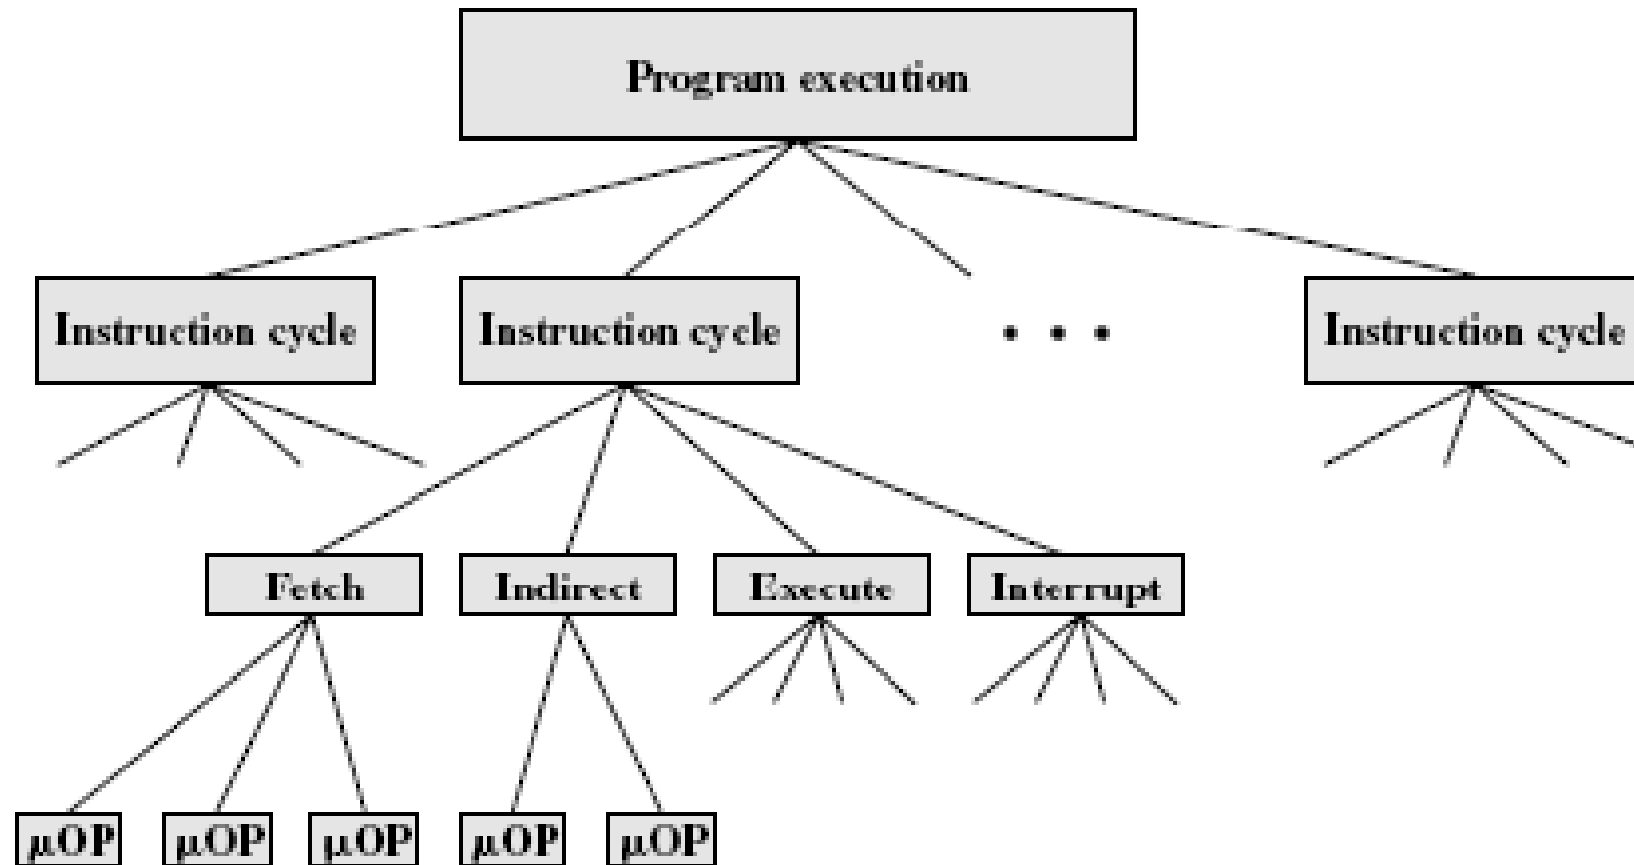 Program execution
Instruction cycle
Instruction cycle
• • •
Instruction cycle
Fetch
Indirect
Execute
Interrupt
μOP
μOP
μOP
μOP
μOP